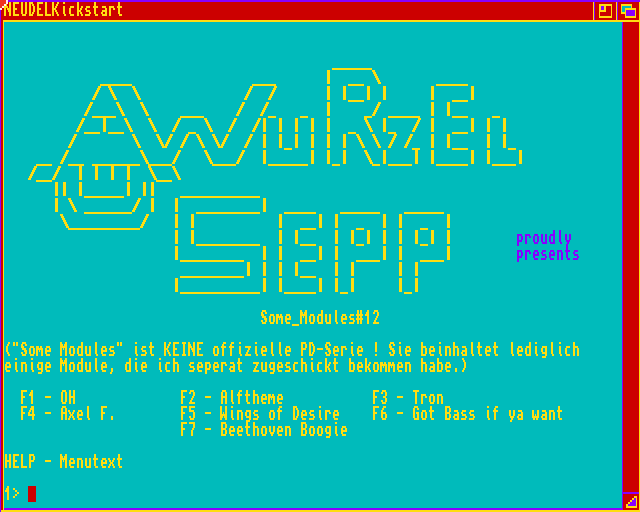 NEUDELKickstart
AWURZEL
SEPP
proudly
presents
Some_Modules#12
("Some Modules" ist KEINE offizielle PD-Serie ! Sie beinhaltet lediglich
einige Module, die ich seperat zugeschickt bekommen habe.)
F1 - OH F2 - Alftheme F3 - Tron
F4 - Axel F. F5 - Wings of Desire F6 - Got Bass if ya want
F7 - Beethoven Boogie
HELP - Menutext
1>